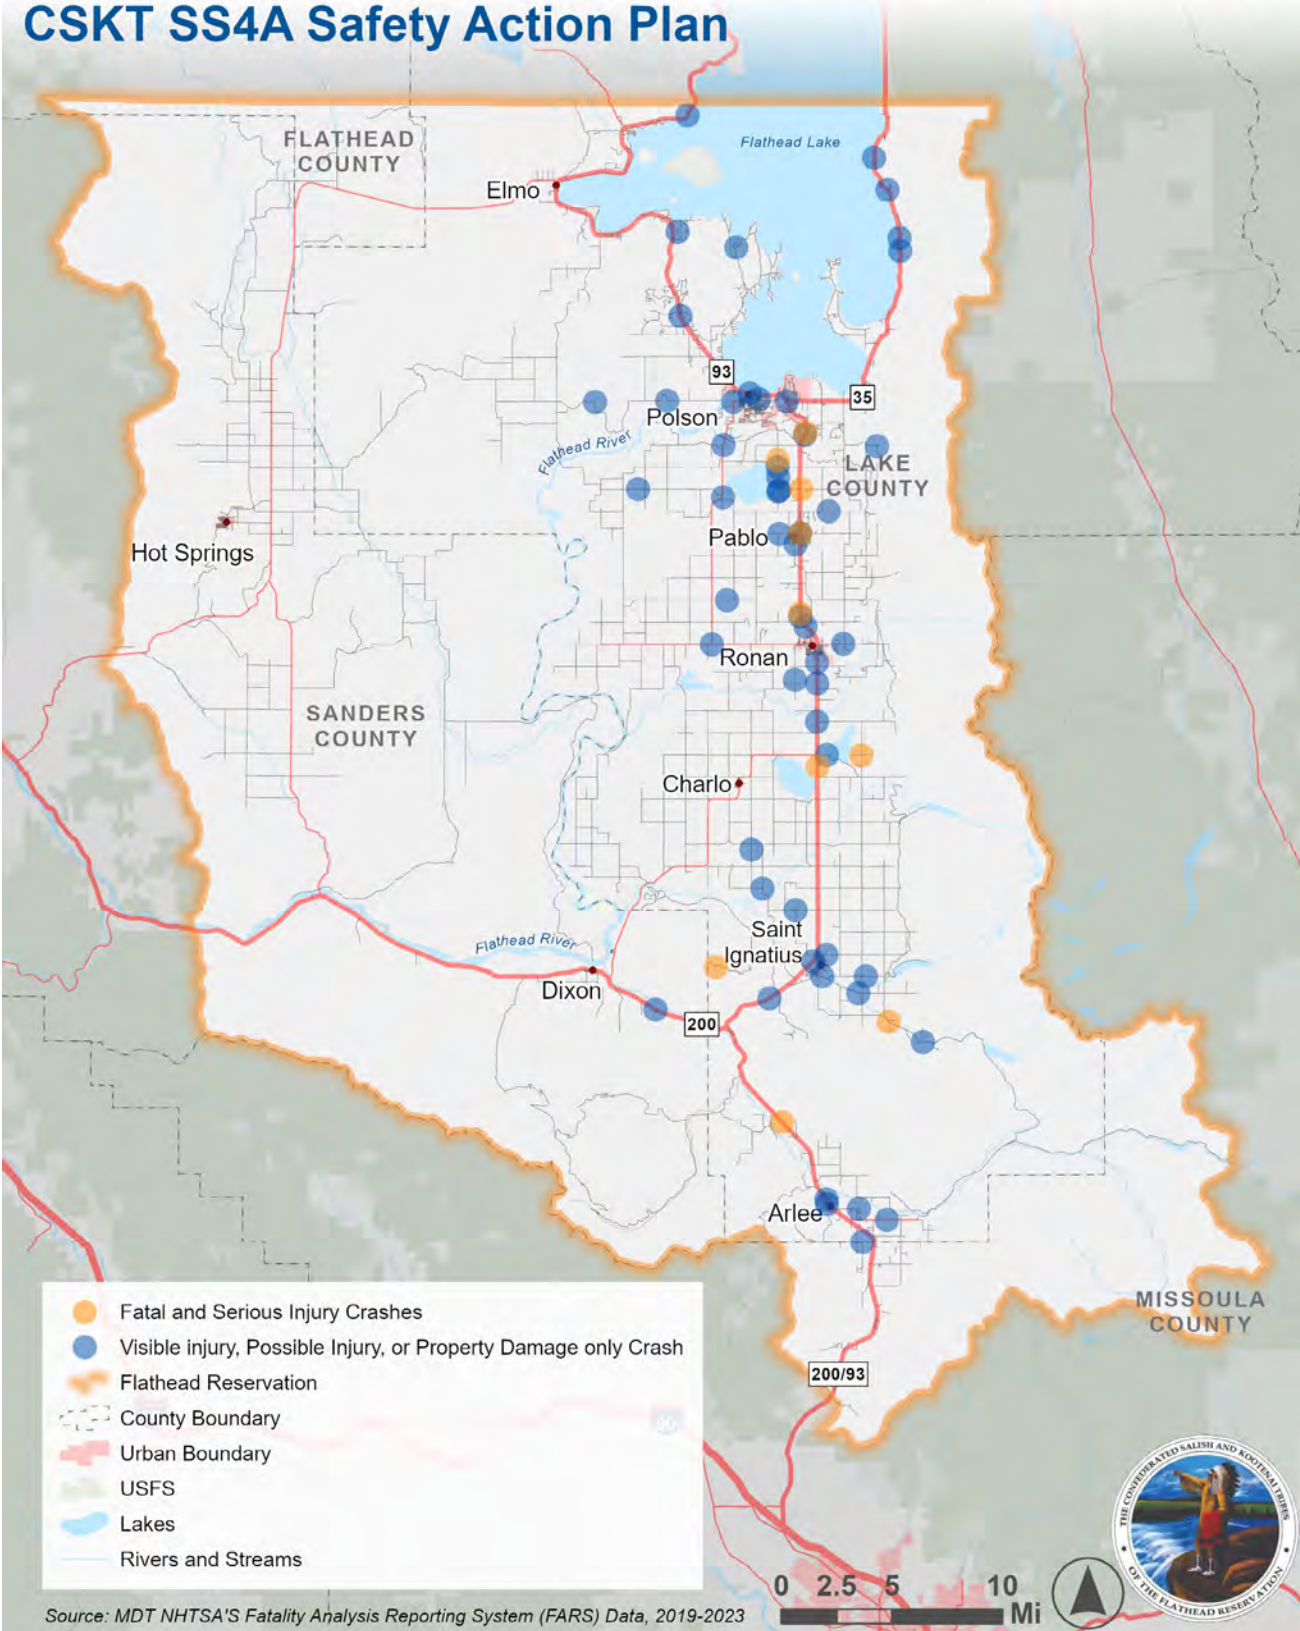 CSKT SS4A Safety Action Plan
FLATHEAD
COUNTY
Flathead Lake
Elmo
93
35
Polson
Flathead River
LAKE
COUNTY
Pablo
Hot Springs
Ronan
SANDERS
COUNTY
Charlo
Saint
Ignatius
Flathead River
Dixon
200
Arlee
MISSOULA
COUNTY
200/93
Fatal and Serious Injury Crashes
Visible injury, Possible Injury, or Property Damage only Crash
Flathead Reservation
County Boundary
90
Urban Boundary
USFS
Lakes
Rivers and Streams
THE CONFEDERATED SALISH AND KOOTENAI TRIBES
OF THE FLATHEAD RESERVATION
0 2.5 5 10
Mi
Source: MDT NHTSA'S Fatality Analysis Reporting System (FARS) Data, 2019-2023